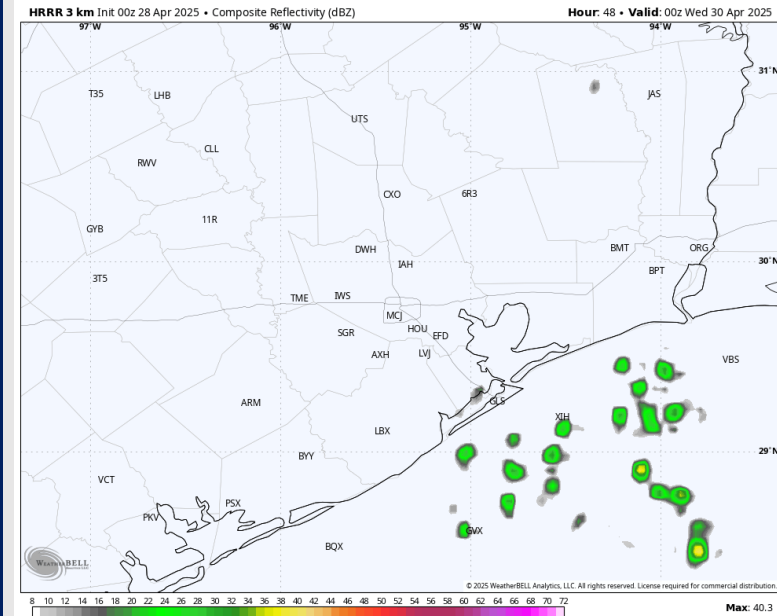 HRRR 3 km Init 00z 28 Apr 2025 • Composite Reflectivity (dBZ)
Hour: 48 • Valid: 00z Wed 30 Apr 2025
97°W 96°W 95°W 94°W
31°N
T35 LHB JAS
UTS
CLL
RWV
CXO 6R3
11R
GYB
DWH BMT ORG
IAH
30°N
BPT
3T5
TME IWS
MCJ
HOU
SGR EFD
AXH LVJ VBS
ARM GLS
XIH
LBX
29°N
BYY
VCT
PSX
PKV
GVX
BQX
WEATHERBELL
© 2025 WeatherBELL Analytics, LLC. All rights reserved. License required for commercial distribution.
8 10 12 14 16 18 20 22 24 26 28 30 32 34 36 38 40 42 44 46 48 50 52 54 56 58 60 62 64 66 68 70 72
Max: 40.3